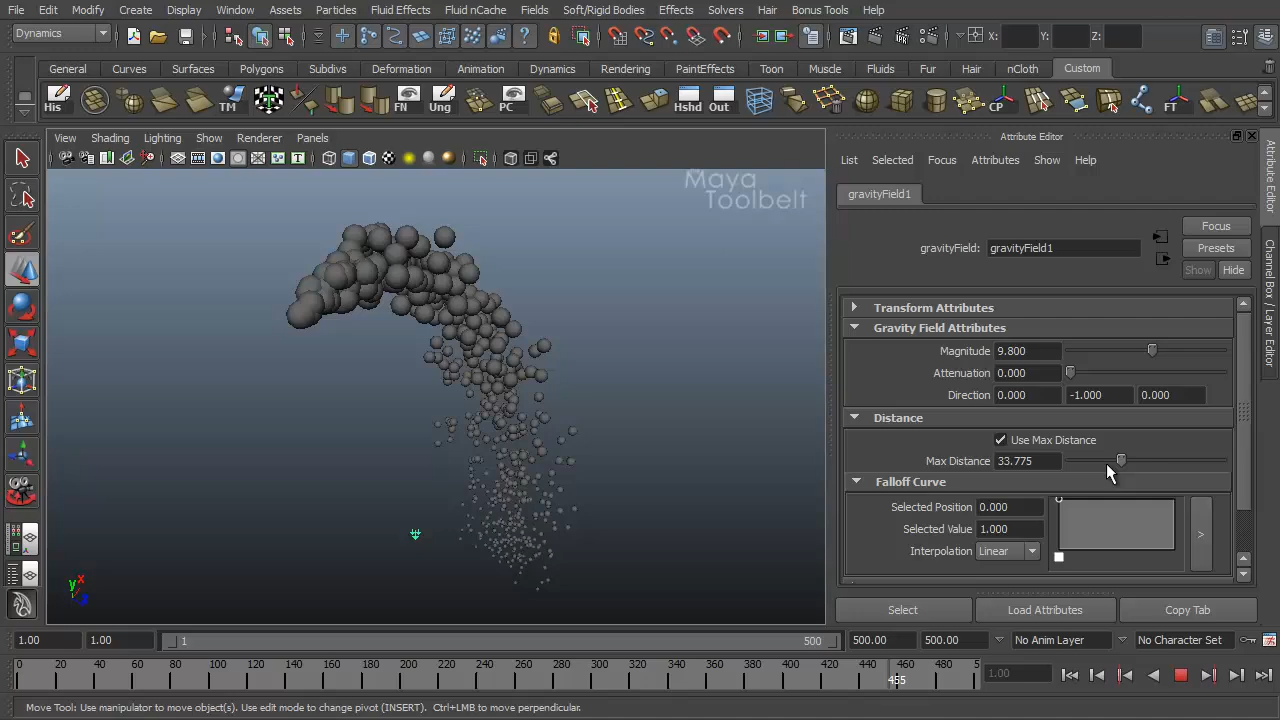 File Edit Modify Create Display Window Assets Particles Fluid Effects Fluid nCache Fields Soft/Rigid Bodies Effects Solvers Hair Bonus Tools Help
Dynamics X: Y: Z:
General Curves Surfaces Polygons Subdivs Deformation Animation Dynamics Rendering PaintEffects Toon Muscle Fluids Fur Hair nCloth Custom
His TM FN Ung PC Hshd Out CP FT
View Shading Lighting Show Renderer Panels
Attribute Editor
List Selected Focus Attributes Show Help
Maya
Toolbelt
gravityField1
Focus
gravityField: gravityField1 Presets
Show Hide
Transform Attributes
Gravity Field Attributes
Magnitude 9.800
Attenuation 0.000
Direction 0.000 -1.000 0.000
Distance
Use Max Distance
Max Distance 33.775
Falloff Curve
Selected Position 0.000
Selected Value 1.000
Interpolation Linear
>
Select Load Attributes Copy Tab
Attribute Editor
Channel Box / Layer Editor
y x
1.00 1.00 1 500 500.00 500.00 No Anim Layer No Character Set
0 20 40 60 80 100 120 140 160 180 200 220 240 260 280 300 320 340 360 380 400 420 440 460 480 5
455 1.00
Move Tool: Use manipulator to move object(s). Use edit mode to change pivot (INSERT). Ctrl+LMB to move perpendicular.